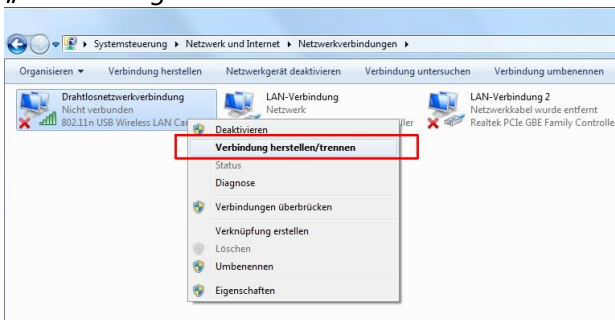 Systemsteuerung ▸ Netzwerk und Internet ▸ Netzwerkverbindungen ▸
Organisieren ▾ Verbindung herstellen Netzwerkgerät deaktivieren Verbindung untersuchen Verbindung umbenennen
Drahtlosnetzwerkverbindung
Nicht verbunden
802.11n USB Wireless LAN Car
LAN-Verbindung
Netzwerk
ller
LAN-Verbindung 2
Netzwerkkabel wurde entfernt
Realtek PCIe GBE Family Controlle
Deaktivieren
Verbindung herstellen/trennen
Status
Diagnose
Verbindungen überbrücken
Verknüpfung erstellen
Löschen
Umbenennen
Eigenschaften